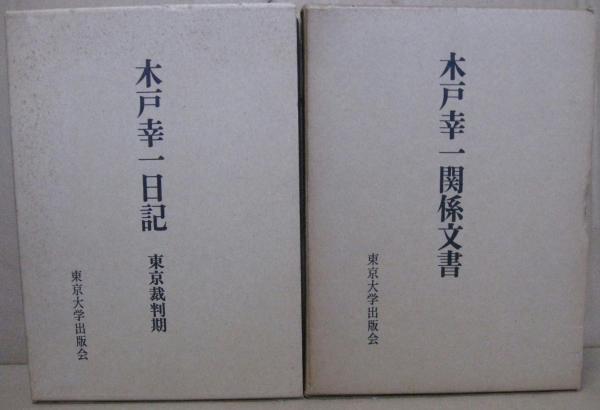 木戸幸一日記
東京裁判期
東京大学出版会
木戸幸一関係文書
東京大学出版会